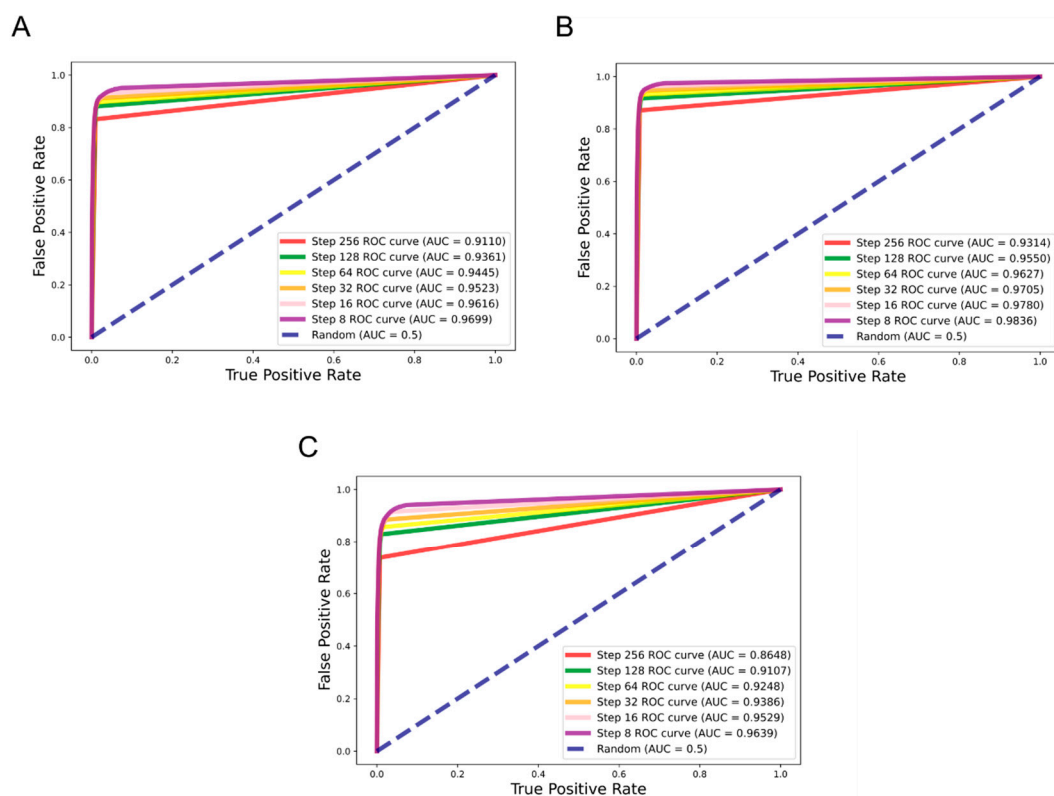 A
False Positive Rate
1.0
0.8
0.6
0.4
0.2
0.0
Step 256 ROC curve (AUC = 0.9110)
Step 128 ROC curve (AUC = 0.9361)
Step 64 ROC curve (AUC = 0.9445)
Step 32 ROC curve (AUC = 0.9523)
Step 16 ROC curve (AUC = 0.9616)
Step 8 ROC curve (AUC = 0.9699)
Random (AUC = 0.5)
0.0 0.2 0.4 0.6 0.8 1.0
True Positive Rate
B
False Positive Rate
1.0
0.8
0.6
0.4
0.2
0.0
Step 256 ROC curve (AUC = 0.9314)
Step 128 ROC curve (AUC = 0.9550)
Step 64 ROC curve (AUC = 0.9627)
Step 32 ROC curve (AUC = 0.9705)
Step 16 ROC curve (AUC = 0.9780)
Step 8 ROC curve (AUC = 0.9836)
Random (AUC = 0.5)
0.0 0.2 0.4 0.6 0.8 1.0
True Positive Rate
C
False Positive Rate
1.0
0.8
0.6
0.4
0.2
0.0
Step 256 ROC curve (AUC = 0.8648)
Step 128 ROC curve (AUC = 0.9107)
Step 64 ROC curve (AUC = 0.9248)
Step 32 ROC curve (AUC = 0.9386)
Step 16 ROC curve (AUC = 0.9529)
Step 8 ROC curve (AUC = 0.9639)
Random (AUC = 0.5)
0.0 0.2 0.4 0.6 0.8 1.0
True Positive Rate